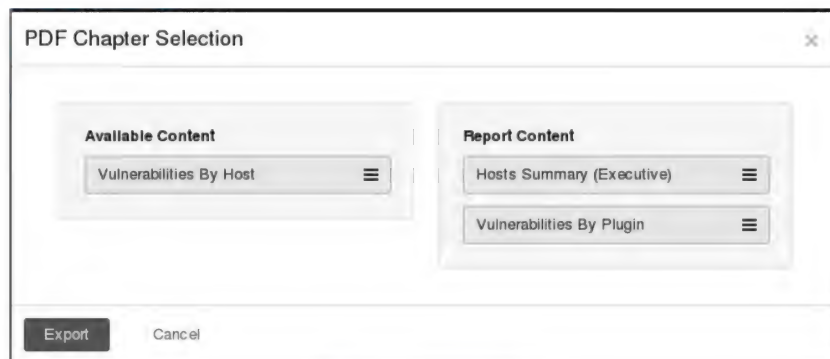 PDF Chapter Selection
Available Content
Vulnerabilities By Host
Report Content
Hosts Summary (Executive)
Vulnerabilities By Plugin
Export
Cancel